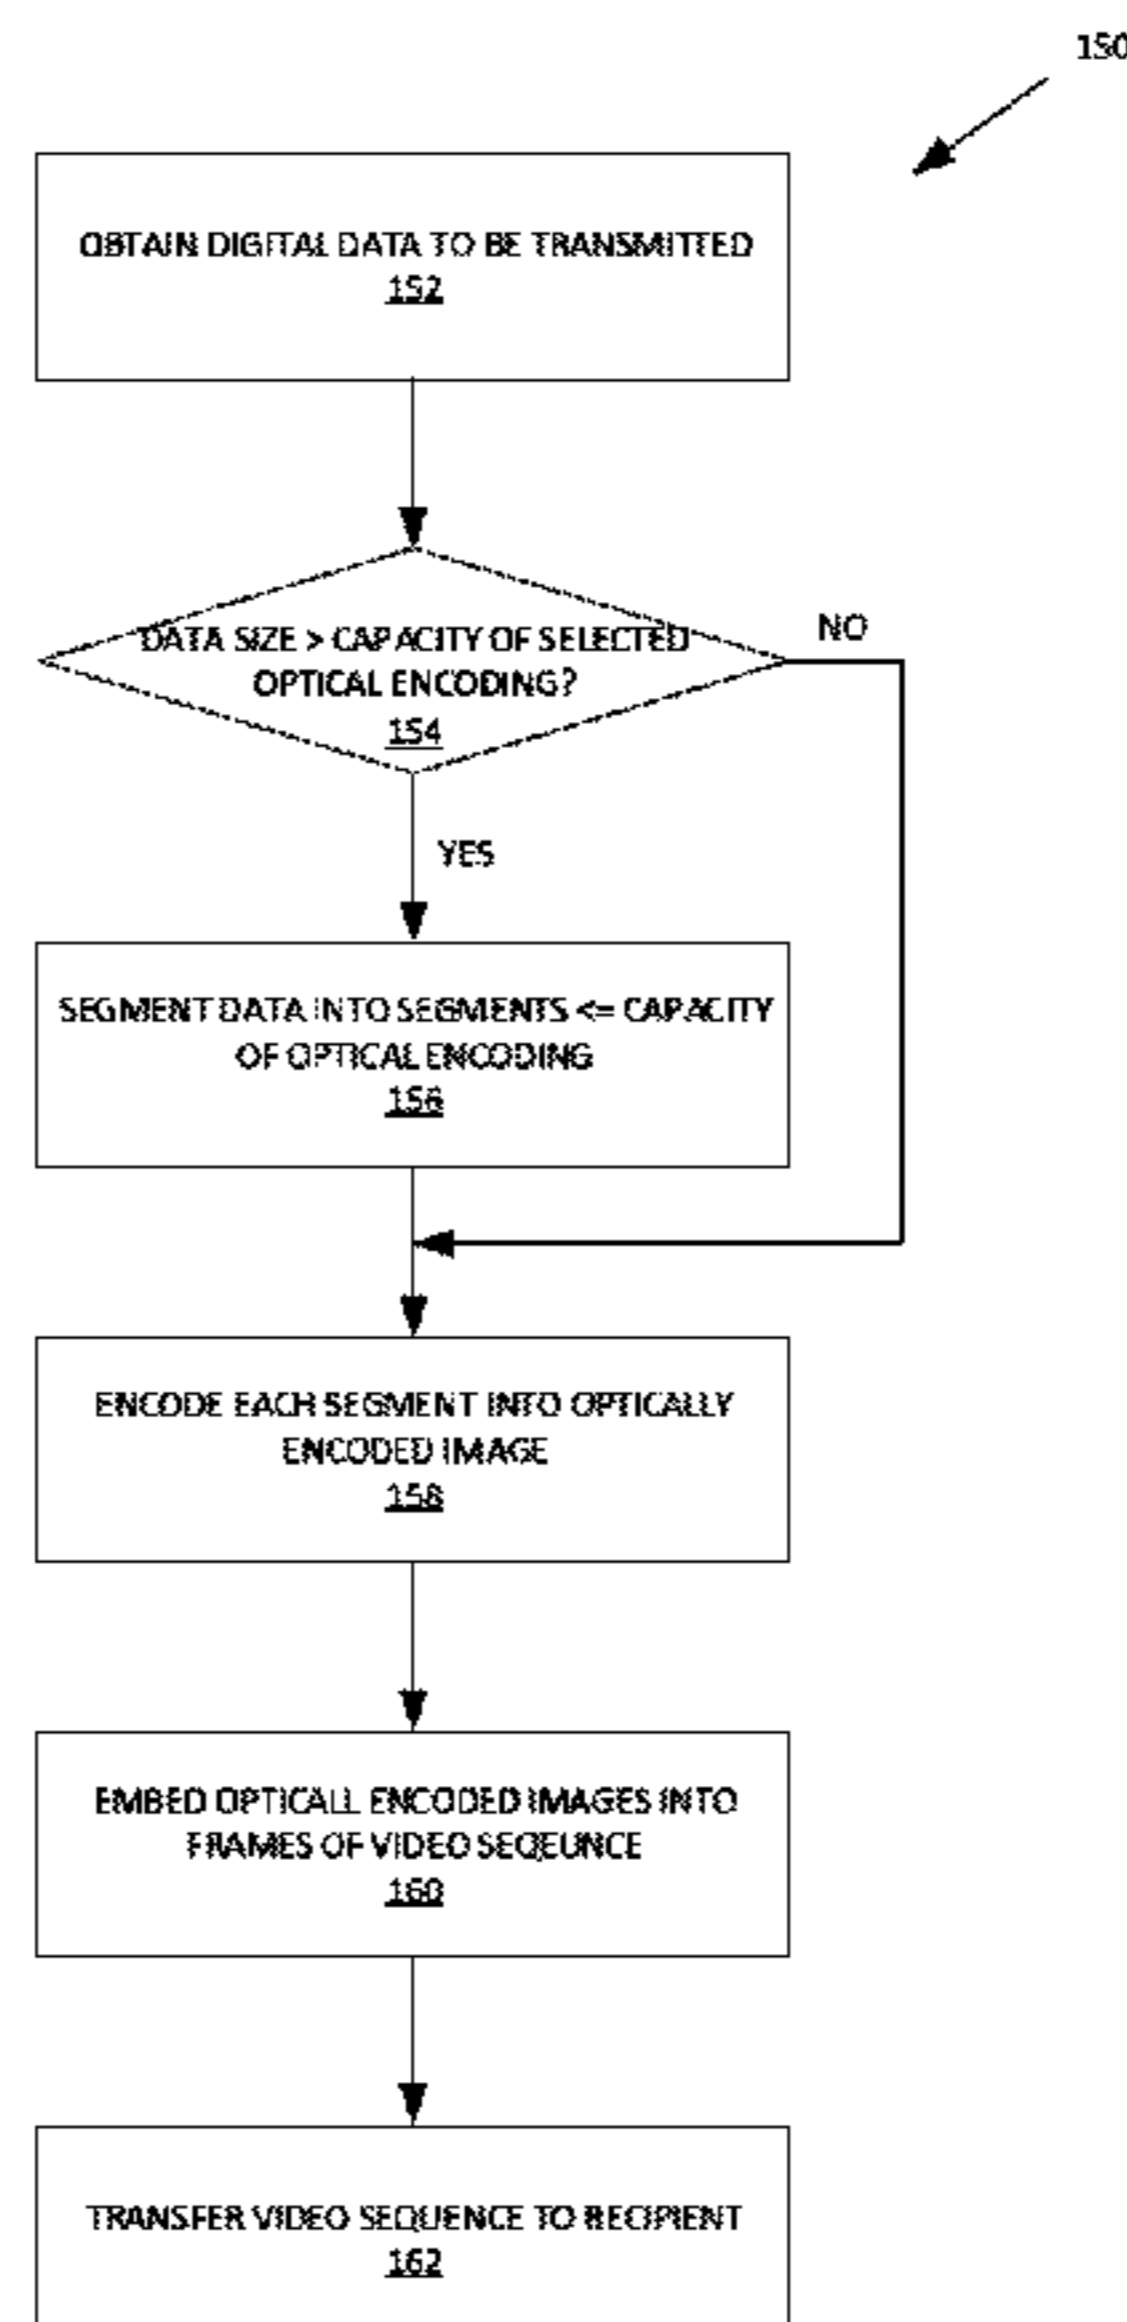 150
OBTAIN DIGITAL DATA TO BE TRANSMITTED
152
DATA SIZE > CAPACITY OF SELECTED
OPTICAL ENCODING?
154
NO
YES
SEGMENT DATA INTO SEGMENTS <= CAPACITY
OF OPTICAL ENCODING
156
ENCODE EACH SEGMENT INTO OPTICALLY
ENCODED IMAGE
158
EMBED OPTICALL ENCODED IMAGES INTO
FRAMES OF VIDEO SEQEUNCE
160
TRANSFER VIDEO SEQUENCE TO RECIPIENT
162